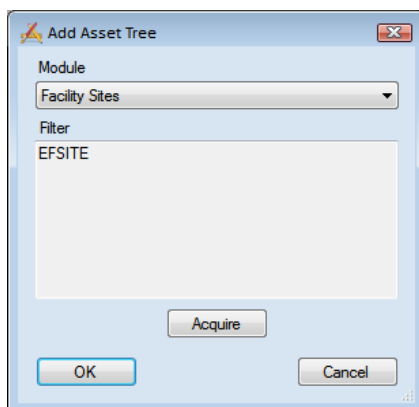 Add Asset Tree
Module
Facility Sites
Filter
EFSITE
Acquire
OK
Cancel